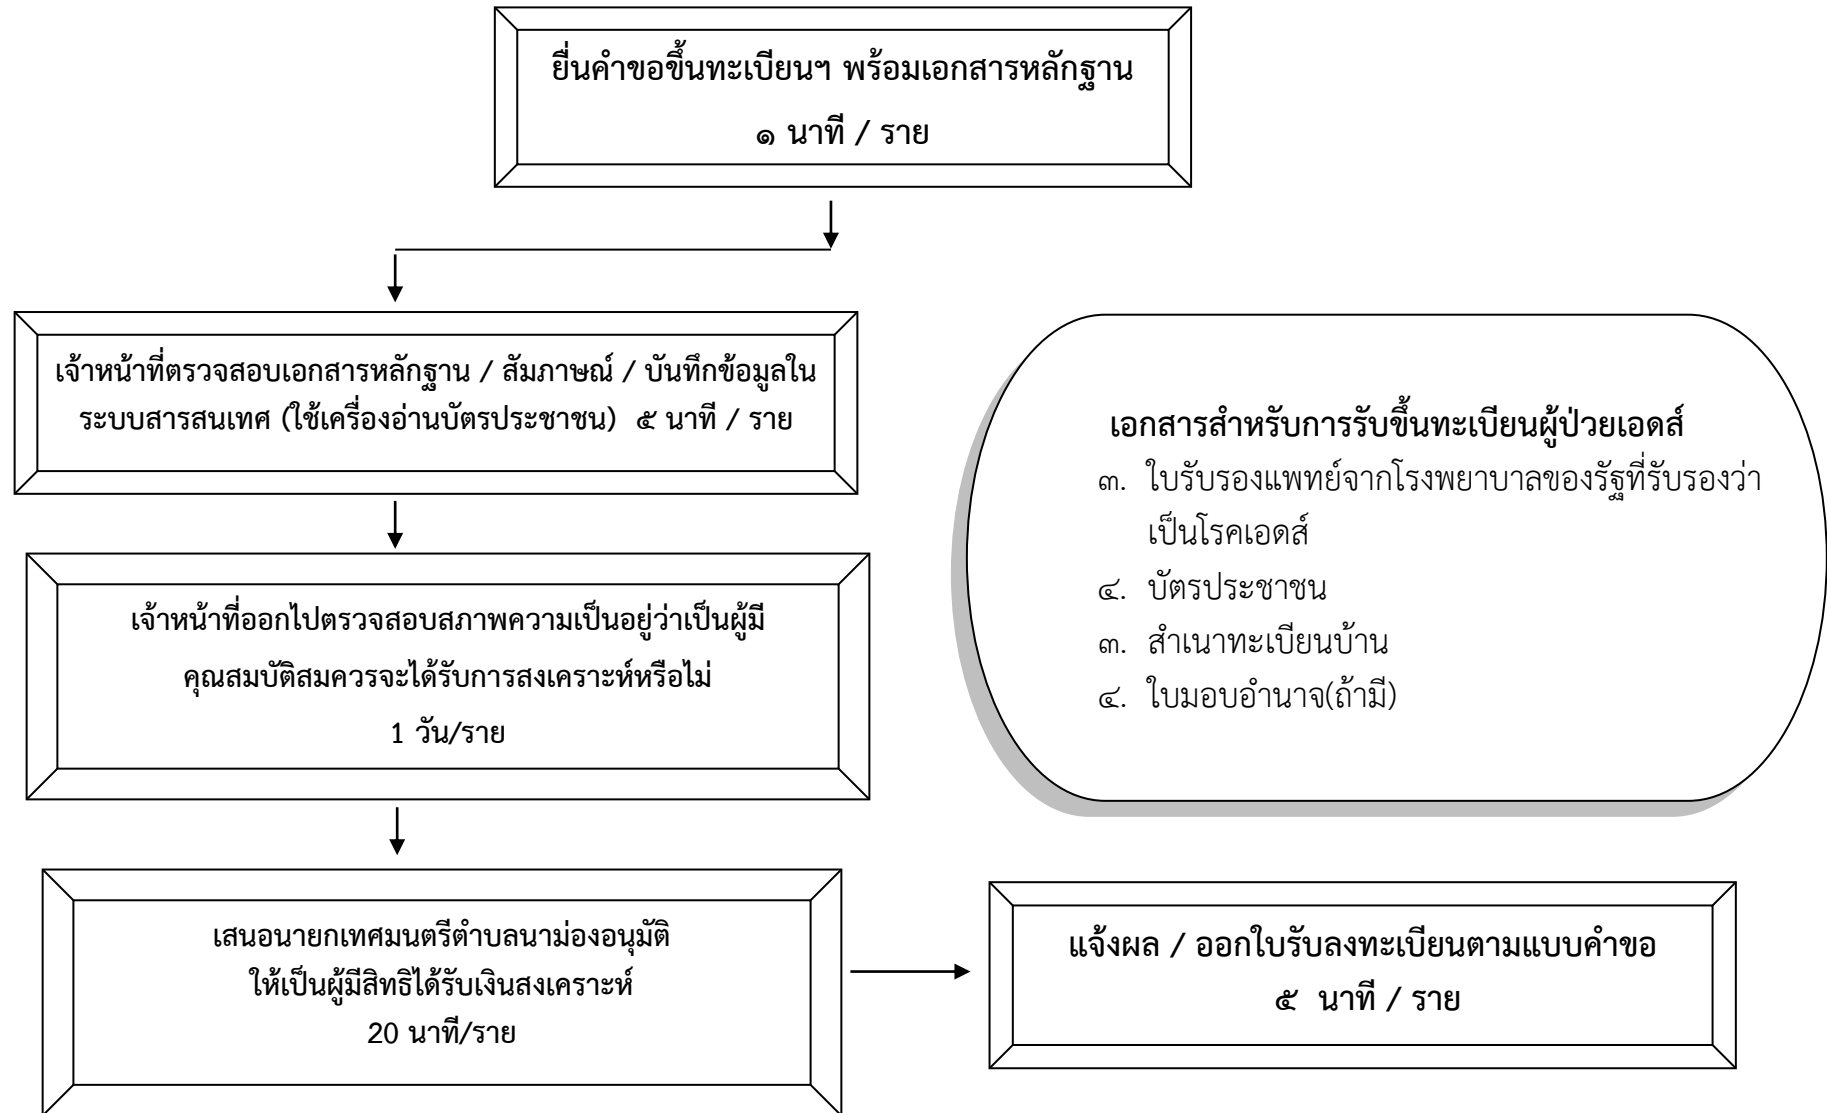 ยื่นคำขอขึ้นทะเบียนฯ พร้อมเอกสารหลักฐาน
๑ นาที / ราย
เจ้าหน้าที่ตรวจสอบเอกสารหลักฐาน / สัมภาษณ์ / บันทึกข้อมูลใน
ระบบสารสนเทศ (ใช้เครื่องอ่านบัตรประชาชน) ๕ นาที / ราย
เจ้าหน้าที่ออกไปตรวจสอบสภาพความเป็นอยู่ว่าเป็นผู้มี
คุณสมบัติสมควรจะได้รับการสงเคราะห์หรือไม่
1 วัน/ราย
เอกสารสำหรับการรับขึ้นทะเบียนผู้ป่วยเอดส์
๓. ใบรับรองแพทย์จากโรงพยาบาลของรัฐที่รับรองว่า
เป็นโรคเอดส์
๔. บัตรประชาชน
๓. สำเนาทะเบียนบ้าน
๔. ใบมอบอำนาจ(ถ้ามี)
เสนอนายกเทศมนตรีตำบลนาม่องอนุมัติ
ให้เป็นผู้มีสิทธิได้รับเงินสงเคราะห์
20 นาที/ราย
แจ้งผล / ออกใบรับลงทะเบียนตามแบบคำขอ
๕ นาที / ราย